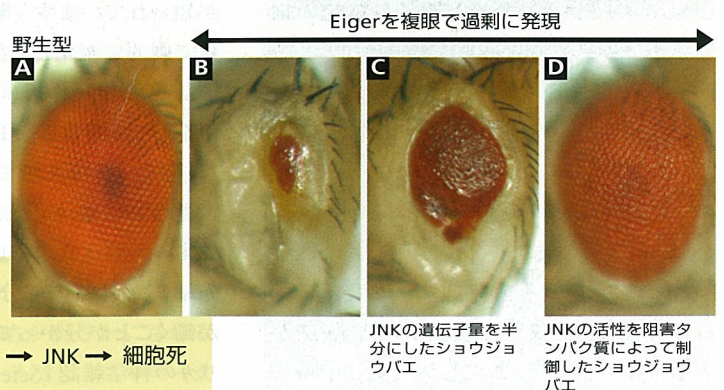 Eigerを複眼で過剰に発現
野生型
A
B
C
D
JNKの遺伝子量を半
分にしたショウジョ
ウバエ
JNKの活性を阻害タ
ンパク質によって制
御したショウジョウ
バエ
→ JNK → 細胞死